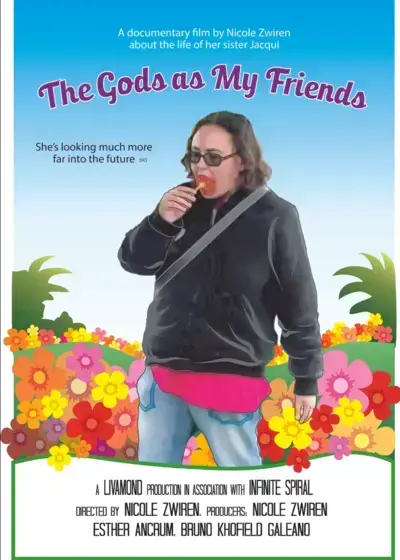 A documentary film by Nicole Zwiren
about the life of her sister Jacqui
The Gods as My Friends
She's looking much more
far into the future
A LIVAMOND PRODUCTION IN ASSOCIATION WITH INFINITE SPIRAL
DIRECTED BY NICOLE ZWIREN. PRODUCERS: NICOLE ZWIREN
ESTHER ANCRUM. BRUNO KHOFIELD GALEANO